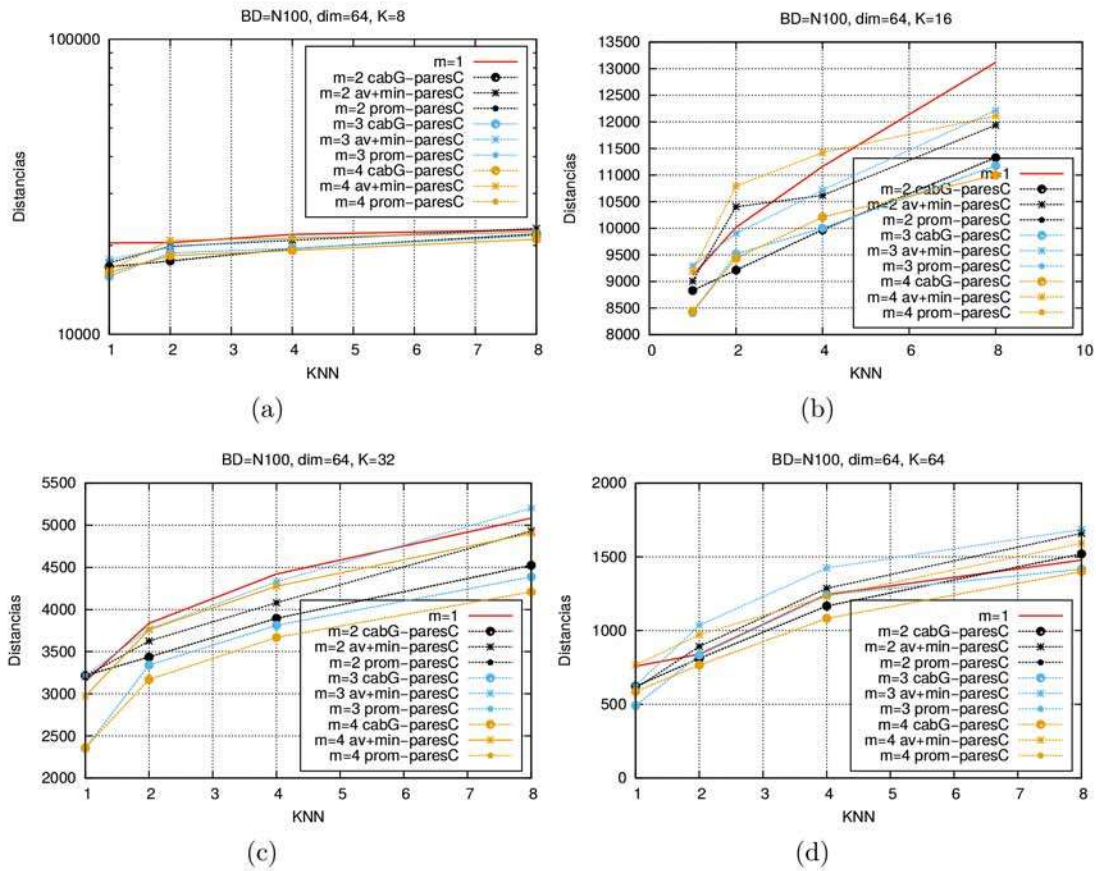 BD=N100, dim=64, K=8
100000
10000
Distancias
m=1
m=2 cabG-paresC
m=2 av+min-paresC
m=2 prom-paresC
m=3 cabG-paresC
m=3 av+min-paresC
m=3 prom-paresC
m=4 cabG-paresC
m=4 av+min-paresC
m=4 prom-paresC
1 2 3 4 5 6 7 8
KNN
(a)
BD=N100, dim=64, K=16
13500
13000
12500
12000
11500
11000
10500
10000
9500
9000
8500
8000
Distancias
m=1
m=2 cabG-paresC
m=2 av+min-paresC
m=2 prom-paresC
m=3 cabG-paresC
m=3 av+min-paresC
m=3 prom-paresC
m=4 cabG-paresC
m=4 av+min-paresC
m=4 prom-paresC
0 2 4 6 8 10
KNN
(b)
BD=N100, dim=64, K=32
5500
5000
4500
4000
3500
3000
2500
2000
Distancias
m=1
m=2 cabG-paresC
m=2 av+min-paresC
m=2 prom-paresC
m=3 cabG-paresC
m=3 av+min-paresC
m=3 prom-paresC
m=4 cabG-paresC
m=4 av+min-paresC
m=4 prom-paresC
1 2 3 4 5 6 7 8
KNN
(c)
BD=N100, dim=64, K=64
2000
1500
1000
500
0
Distancias
m=1
m=2 cabG-paresC
m=2 av+min-paresC
m=2 prom-paresC
m=3 cabG-paresC
m=3 av+min-paresC
m=3 prom-paresC
m=4 cabG-paresC
m=4 av+min-paresC
m=4 prom-paresC
1 2 3 4 5 6 7 8
KNN
(d)